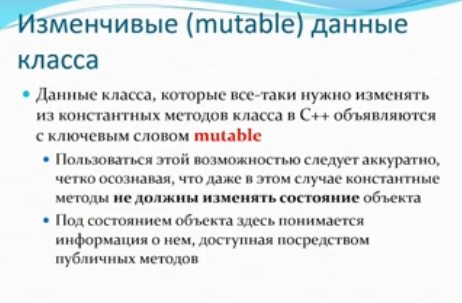 Изменчивые (mutable) данные
класса
Данные класса, которые все-таки нужно изменять
из константных методов класса в C++ объявляются
с ключевым словом mutable
Пользоваться этой возможностью следует аккуратно,
четко осознавая, что даже в этом случае константные
методы не должны изменять состояние объекта
Под состоянием объекта здесь понимается
информация о нем, доступная посредством
публичных методов